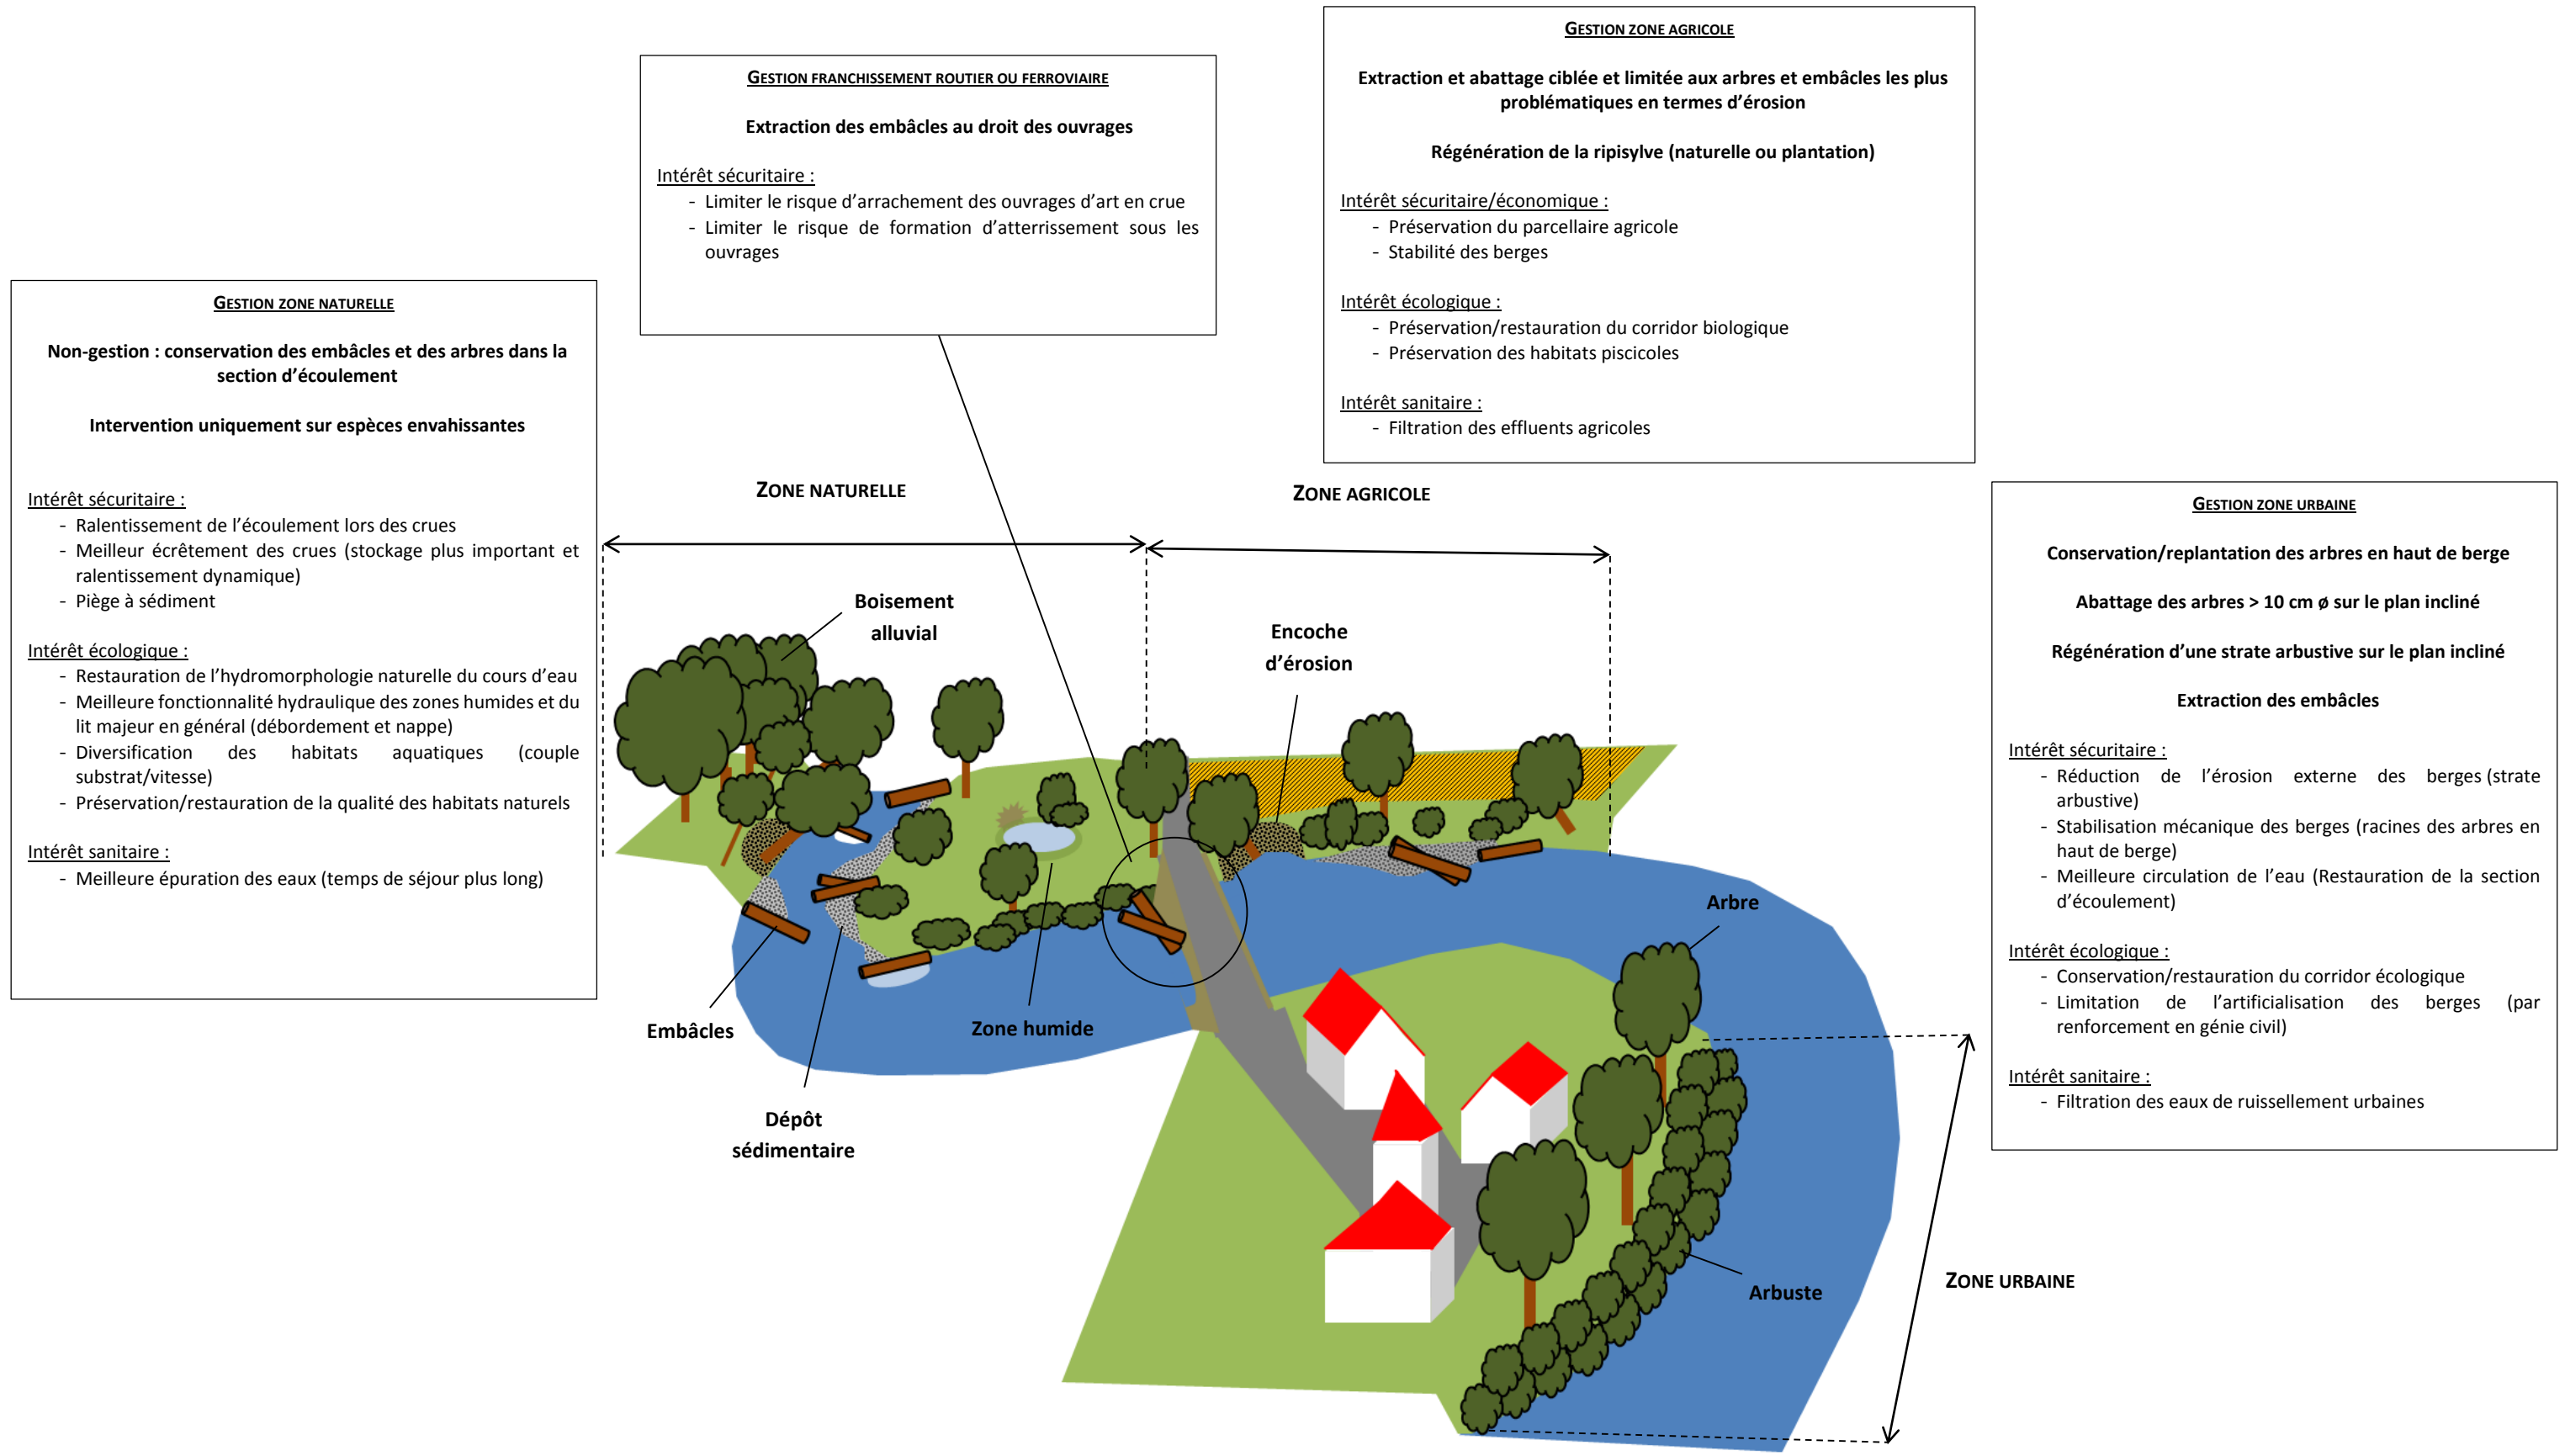 GESTION ZONE AGRICOLE
Extraction et abattage ciblée et limitée aux arbres et embâcles les plus
problématiques en termes d’érosion
Régénération de la ripisylve (naturelle ou plantation)
Intérêt sécuritaire/économique :
- Préservation du parcellaire agricole
- Stabilité des berges
Intérêt écologique :
- Préservation/restauration du corridor biologique
- Préservation des habitats piscicoles
Intérêt sanitaire :
- Filtration des effluents agricoles
GESTION FRANCHISSEMENT ROUTIER OU FERROVIAIRE
Extraction des embâcles au droit des ouvrages
Intérêt sécuritaire :
- Limiter le risque d’arrachement des ouvrages d’art en crue
- Limiter le risque de formation d’atterrissement sous les
ouvrages
GESTION ZONE NATURELLE
Non-gestion : conservation des embâcles et des arbres dans la
section d’écoulement
Intervention uniquement sur espèces envahissantes
Intérêt sécuritaire :
- Ralentissement de l’écoulement lors des crues
- Meilleur écrêtement des crues (stockage plus important et
ralentissement dynamique)
- Piège à sédiment
Intérêt écologique :
- Restauration de l’hydromorphologie naturelle du cours d’eau
- Meilleure fonctionnalité hydraulique des zones humides et du
lit majeur en général (débordement et nappe)
- Diversification des habitats aquatiques (couple
substrat/vitesse)
- Préservation/restauration de la qualité des habitats naturels
Intérêt sanitaire :
- Meilleure épuration des eaux (temps de séjour plus long)
ZONE NATURELLE
ZONE AGRICOLE
GESTION ZONE URBAINE
Conservation/replantation des arbres en haut de berge
Abattage des arbres > 10 cm ø sur le plan incliné
Régénération d’une strate arbustive sur le plan incliné
Extraction des embâcles
Intérêt sécuritaire :
- Réduction de l’érosion externe des berges (strate
arbustive)
- Stabilisation mécanique des berges (racines des arbres en
haut de berge)
- Meilleure circulation de l’eau (Restauration de la section
d’écoulement)
Intérêt écologique :
- Conservation/restauration du corridor écologique
- Limitation de l’artificialisation des berges (par
renforcement en génie civil)
Intérêt sanitaire :
- Filtration des eaux de ruissellement urbaines
Boisement
alluvial
Encoche
d’érosion
Arbre
Embâcles
Zone humide
Dépôt
sédimentaire
Arbuste
ZONE URBAINE